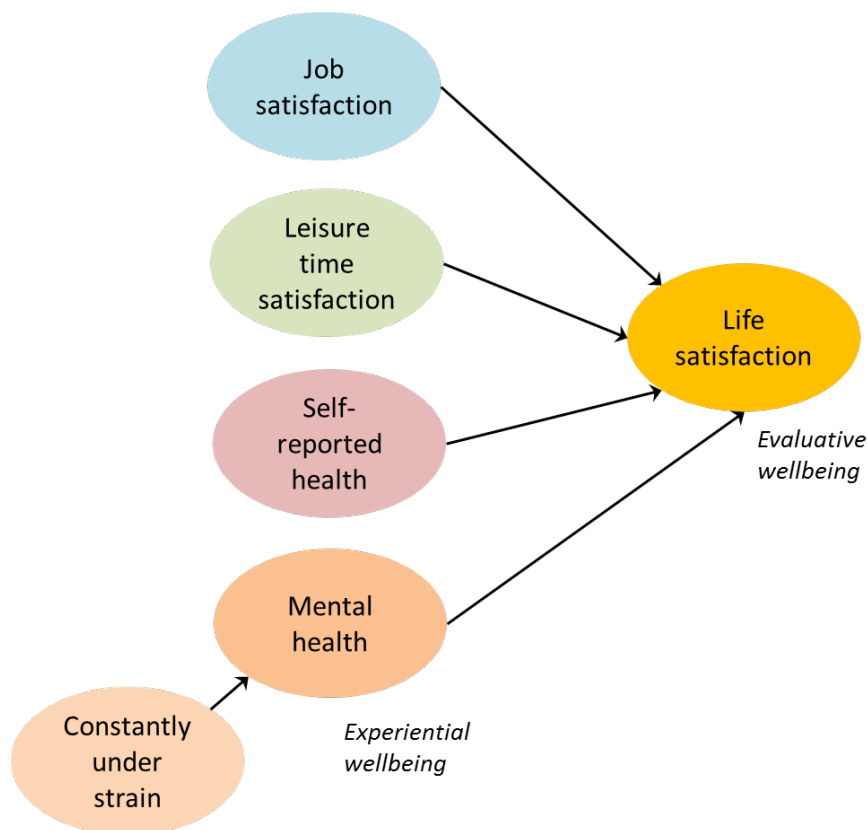 Job
satisfaction
Leisure
time
satisfaction
Life
satisfaction
Self-
reported
health
Evaluative
wellbeing
Mental
health
Constantly
under
strain
Experiential
wellbeing